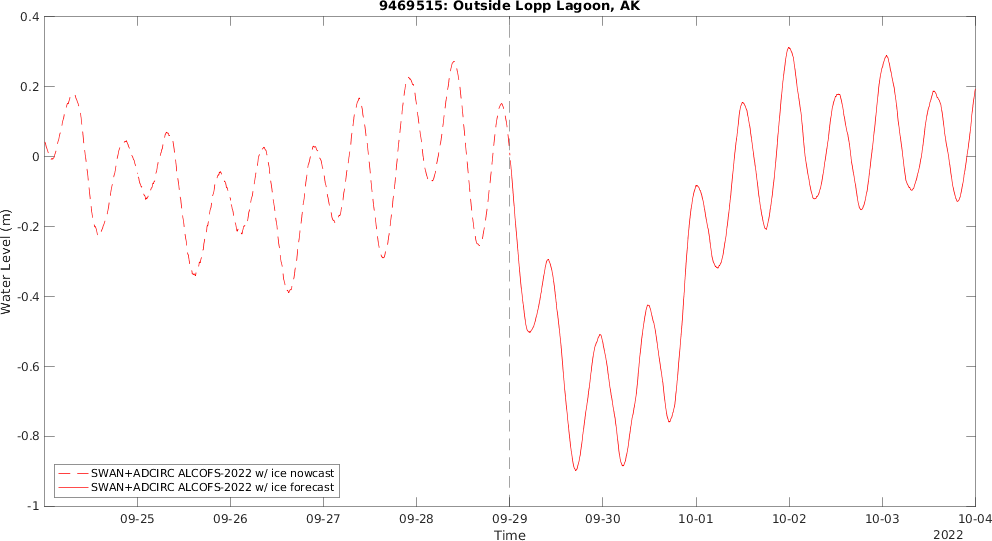 9469515: Outside Lopp Lagoon, AK
0.4
0.2
0
-0.2
-0.4
-0.6
-0.8
-1
Water Level (m)
SWAN+ADCIRC ALCOFS-2022 w/ ice nowcast
SWAN+ADCIRC ALCOFS-2022 w/ ice forecast
09-25 09-26 09-27 09-28 09-29 09-30 10-01 10-02 10-03 10-04
Time
2022